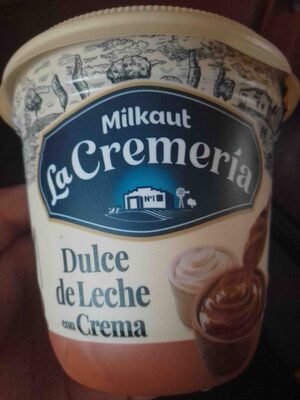 Milkaut
La Cremería
Nº1
Dulce
de Leche
con Crema